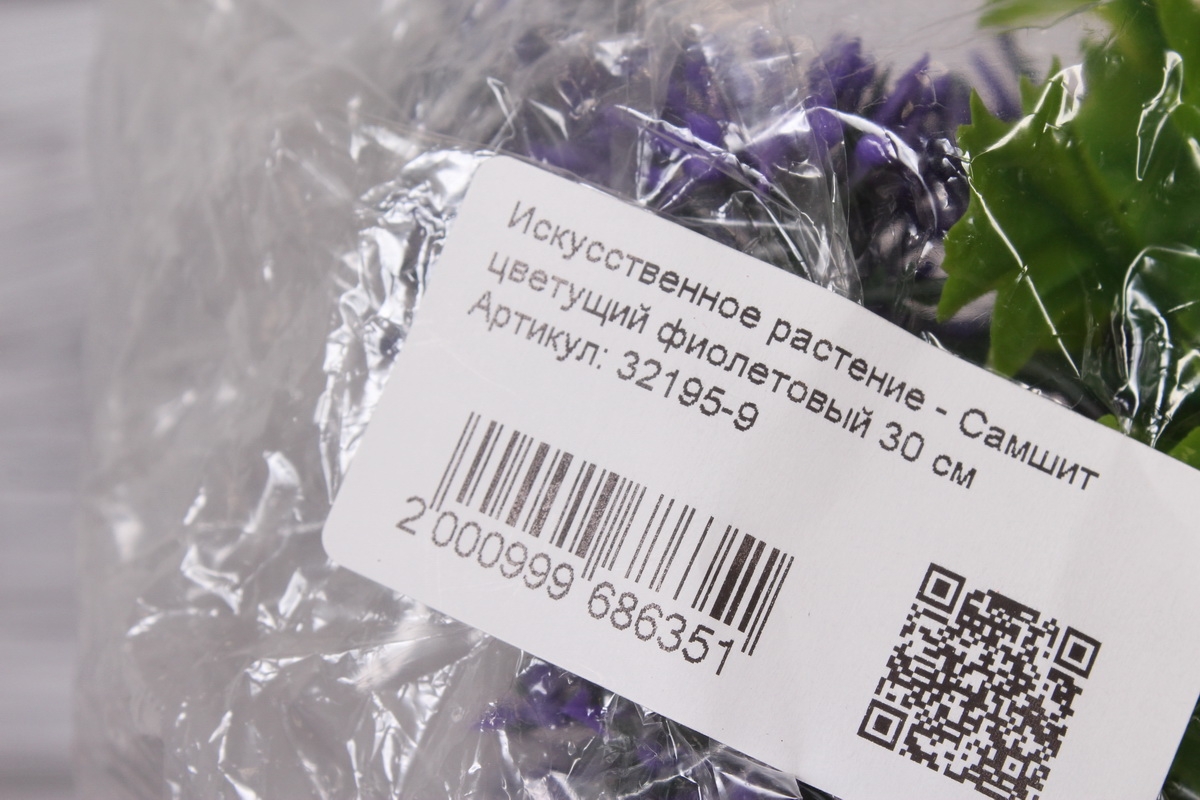 Искусственное растение - Самшит
цветущий фиолетовый 30 см
Артикул: 32195-9
2 000999 686351